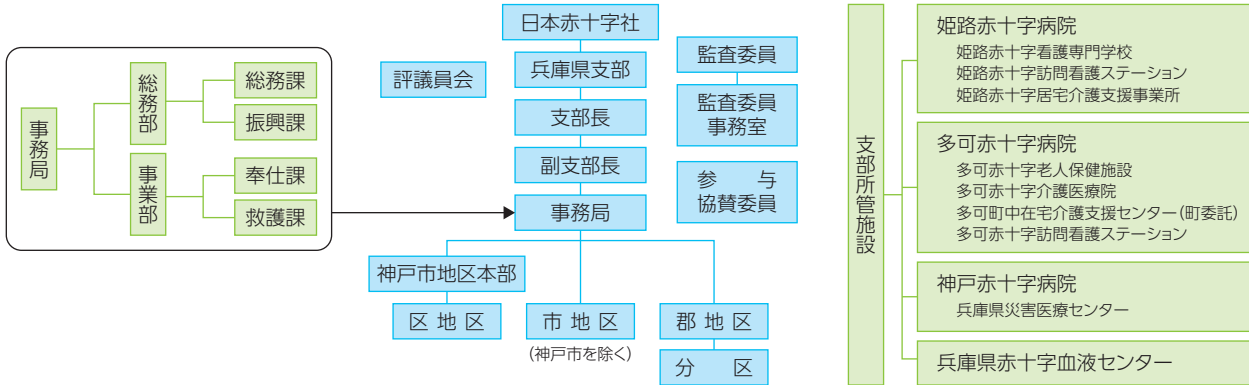 事務局
総務部
総務課
振興課
事業部
奉仕課
救護課
評議員会
日本赤十字社
兵庫県支部
支部長
副支部長
事務局
監査委員
監査委員
事務室
参　与
協賛委員
神戸市地区本部
区 地 区
市 地 区
(神戸市を除く)
郡 地 区
分　区
支部所管施設
姫路赤十字病院
姫路赤十字看護専門学校
姫路赤十字訪問看護ステーション
姫路赤十字居宅介護支援事業所
多可赤十字病院
多可赤十字老人保健施設
多可赤十字介護医療院
多可町中在宅介護支援センター(町委託)
多可赤十字訪問看護ステーション
神戸赤十字病院
兵庫県災害医療センター
兵庫県赤十字血液センター